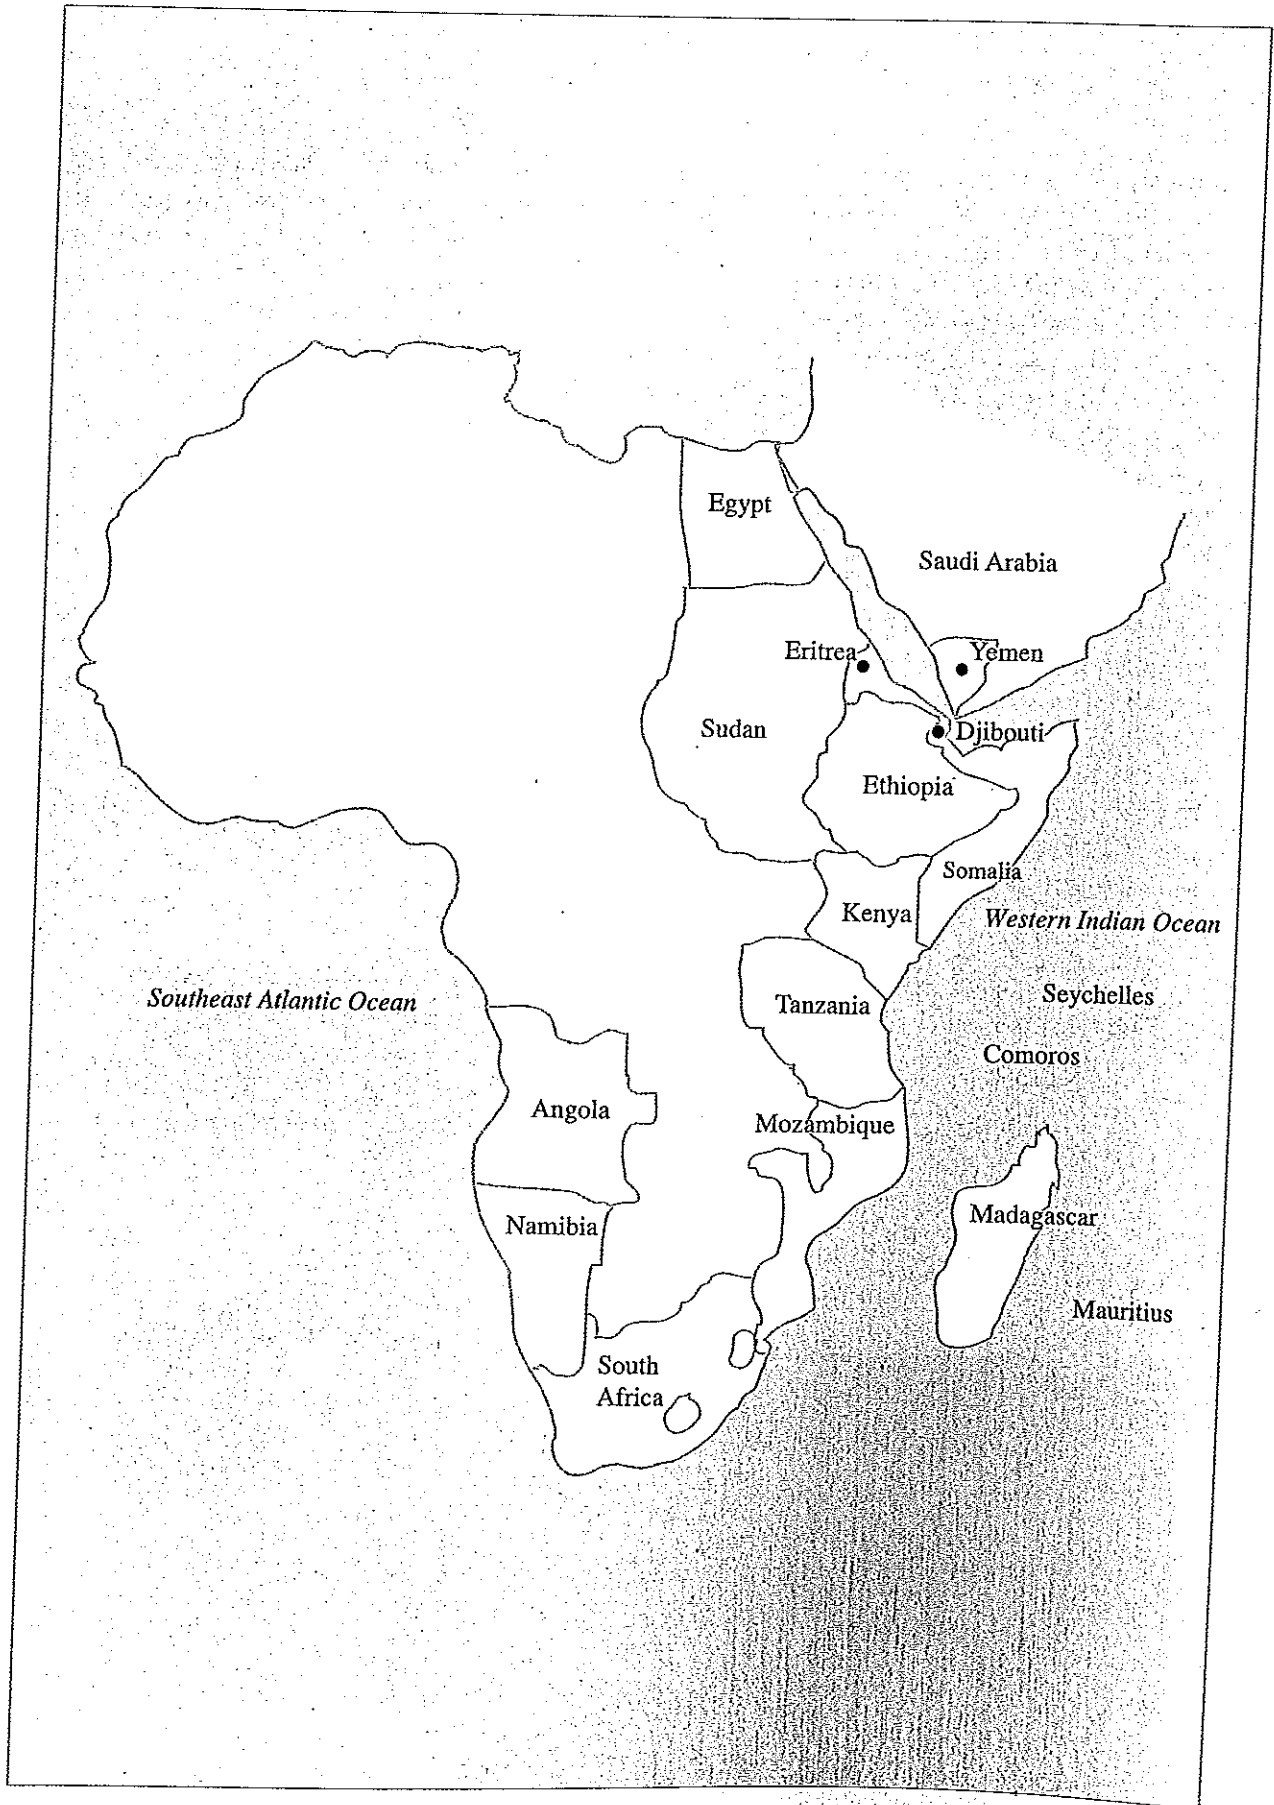 Egypt
Saudi Arabia
Eritrea
Yemen
Sudan
Djibouti
Ethiopia
Somalia
Kenya
Western Indian Ocean
Southeast Atlantic Ocean
Seychelles
Tanzania
Comoros
Angola
Mozambique
Madagascar
Namibia
Mauritius
South
Africa